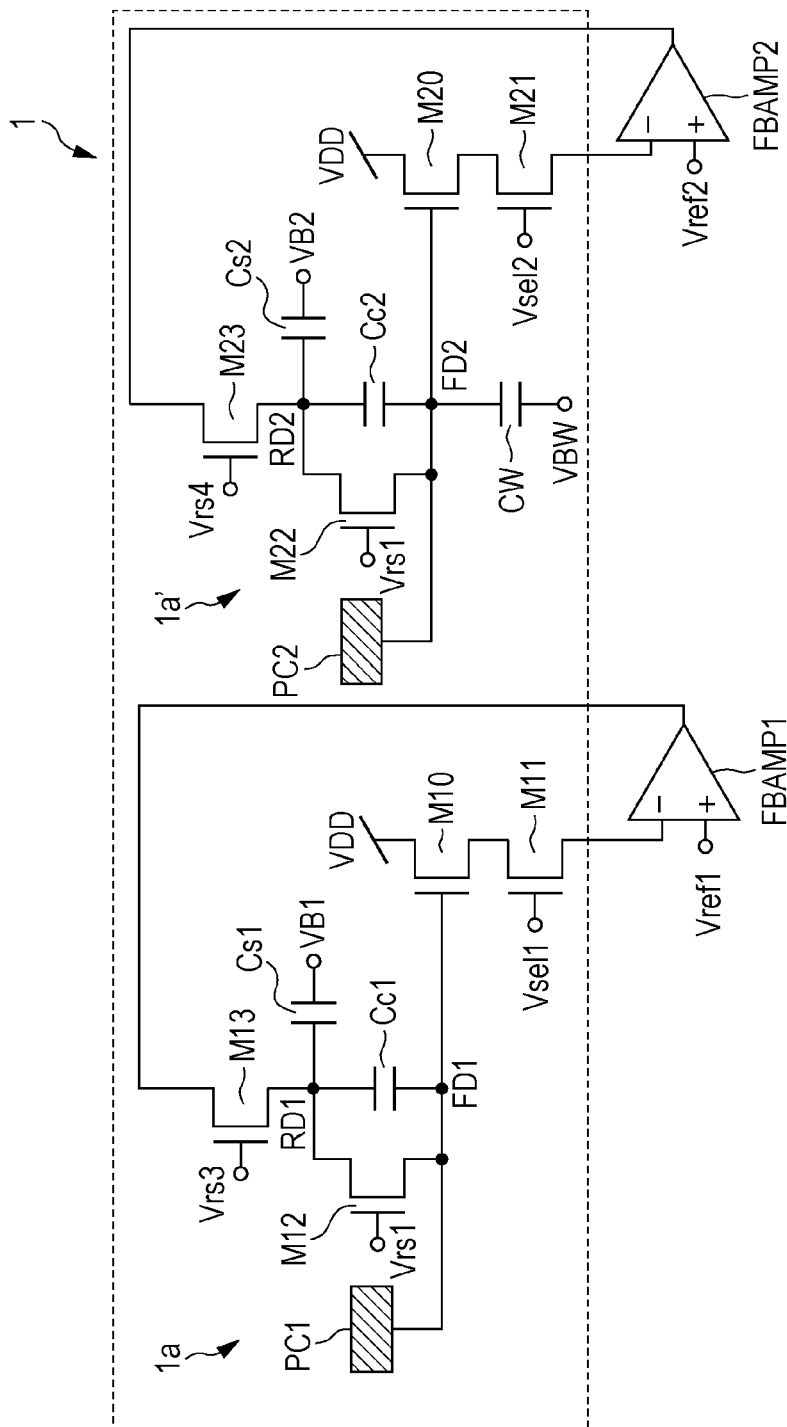 1
1a
PC1
Vrs3
M13
RD1
Cs1
VB1
M12
Vrs1
Cc1
FD1
VDD
M10
M11
Vsel1
Vref1
−
+
FBAMP1
1a'
PC2
Vrs4
M23
RD2
Cs2
VB2
M22
Vrs1
Cc2
FD2
CW
VBW
VDD
M20
M21
Vsel2
Vref2
−
+
FBAMP2